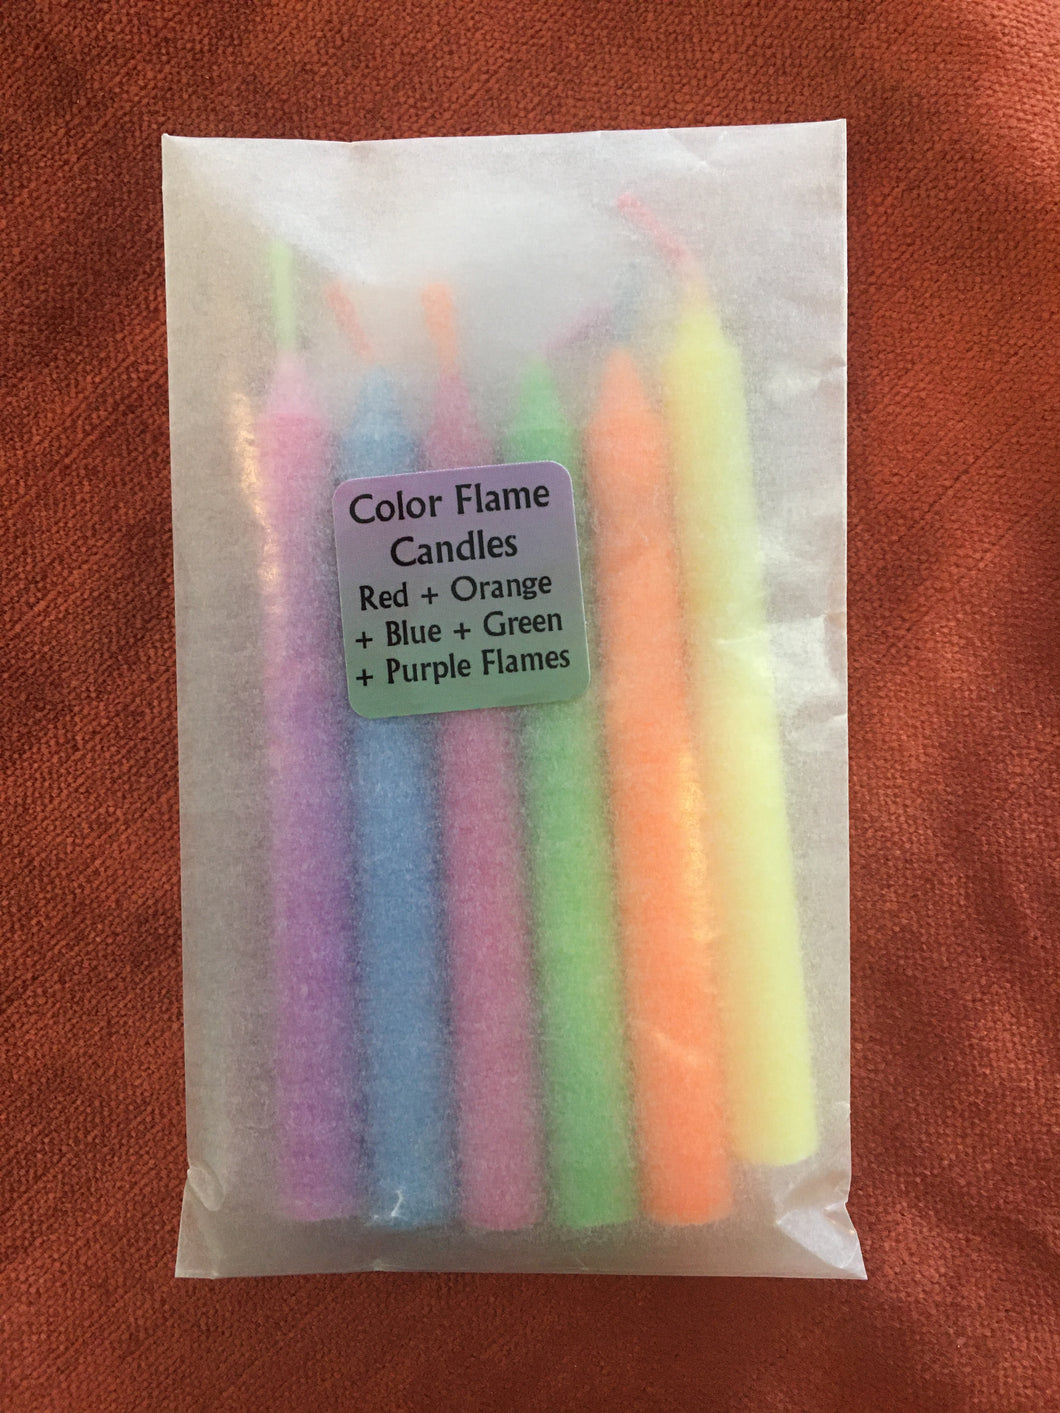 Color Flame
Candles
Red + Orange
+ Blue + Green
+ Purple Flames